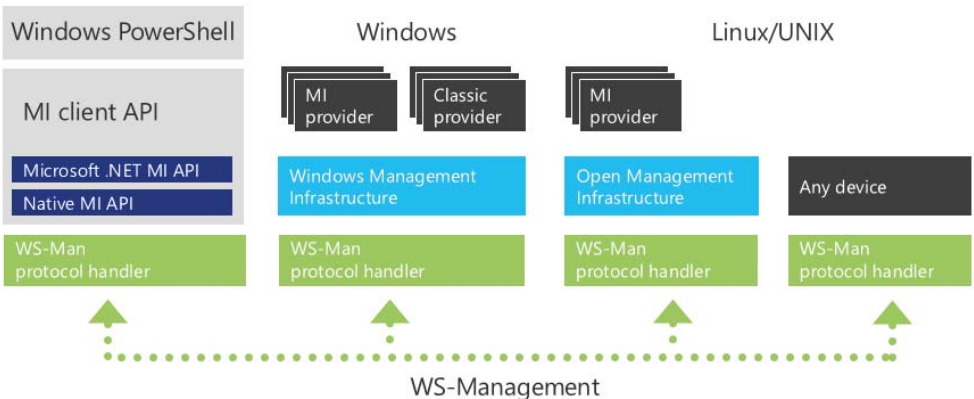 Windows PowerShell
Windows
Linux/UNIX
MI client API
Microsoft .NET MI API
Native MI API
WS-Man
protocol handler
MI
provider
Classic
provider
Windows Management
Infrastructure
WS-Man
protocol handler
MI
provider
Open Management
Infrastructure
WS-Man
protocol handler
Any device
WS-Man
protocol handler
WS-Management